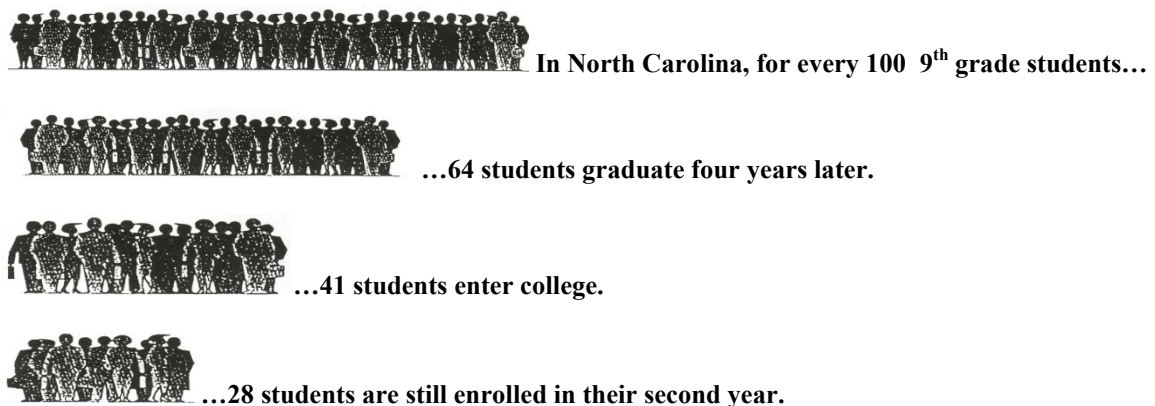 In North Carolina, for every 100 9th grade students…
…64 students graduate four years later.
…41 students enter college.
…28 students are still enrolled in their second year.